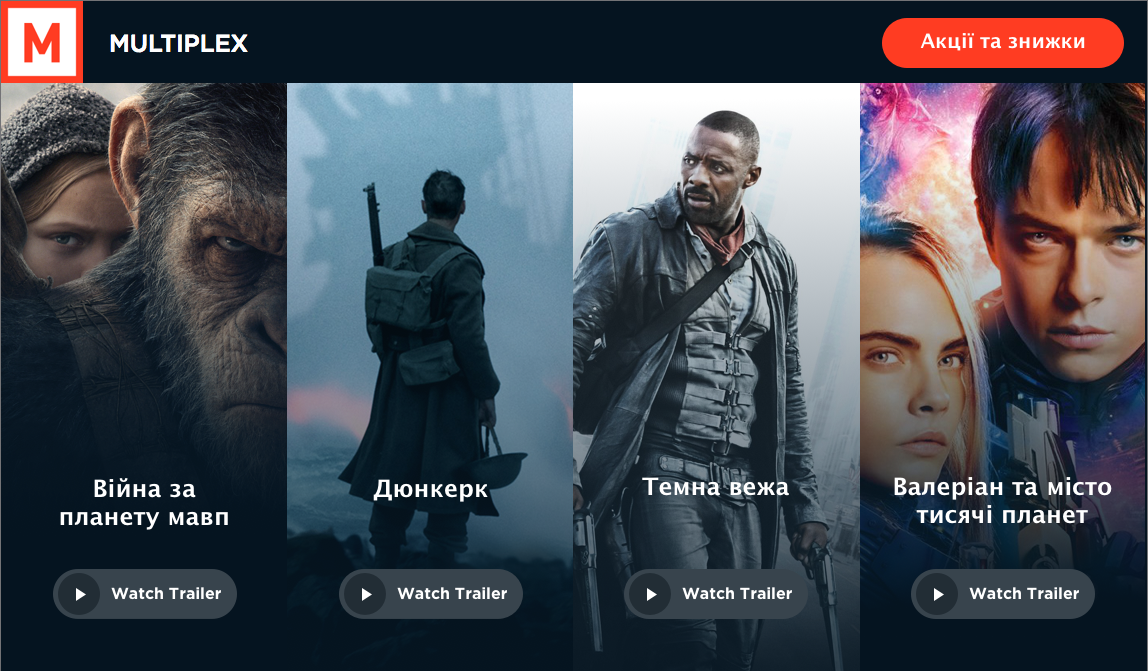 M
MULTIPLEX
Акції та знижки
Війна за
планету мавп
Дюнкерк
Темна вежа
Валеріан та місто
тисячі планет
Watch Trailer
Watch Trailer
Watch Trailer
Watch Trailer